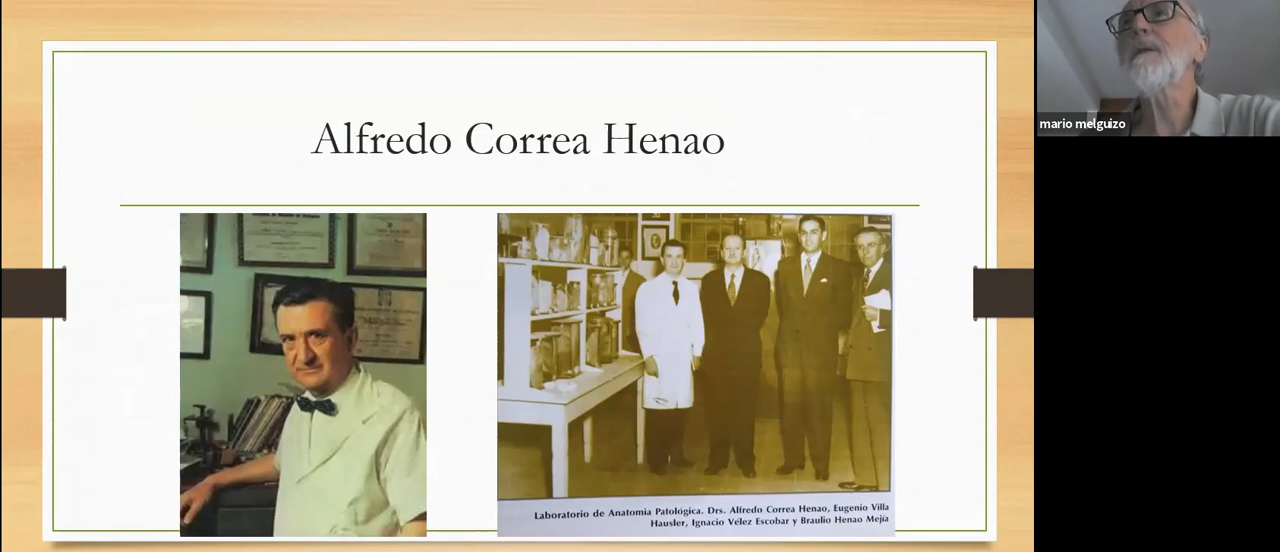 Alfredo Correa Henao
mario melguizo
Laboratorio de Anatomia Patológica. Drs. Alfredo Correa Henao, Eugenio Villa
Hausler, Ignacio Vélez Escobar y Braulio Henao Mejía